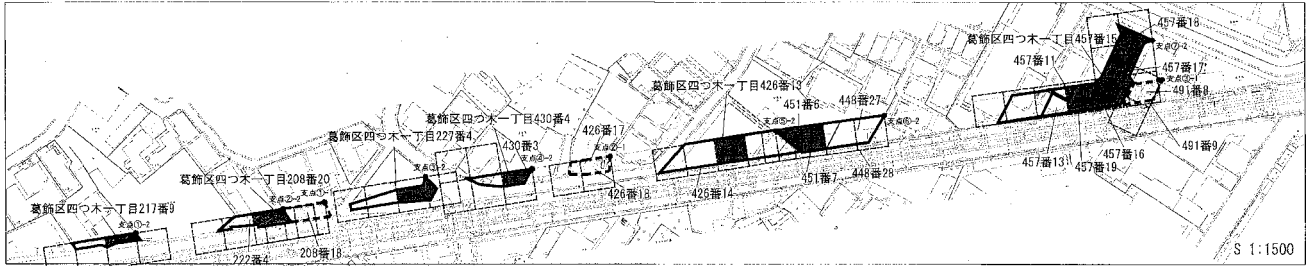 葛飾区四つ木一丁目217番9
支点①-2
葛飾区四つ木一丁目208番20
支点②-2
支点①-1
222番4
208番18
葛飾区四つ木一丁目227番4
支点③-2
葛飾区四つ木一丁目430番4
430番3
支点④-2
426番17
支点②-1
426番18
葛飾区四つ木一丁目426番13
451番6
448番27
支点⑤-2
支点⑥-2
426番14
451番7
448番28
葛飾区四つ木一丁目457番15
457番18
457番11
支点⑦-2
457番17
支点③-1
491番8
457番13
457番16
457番19
491番9
S 1:1500